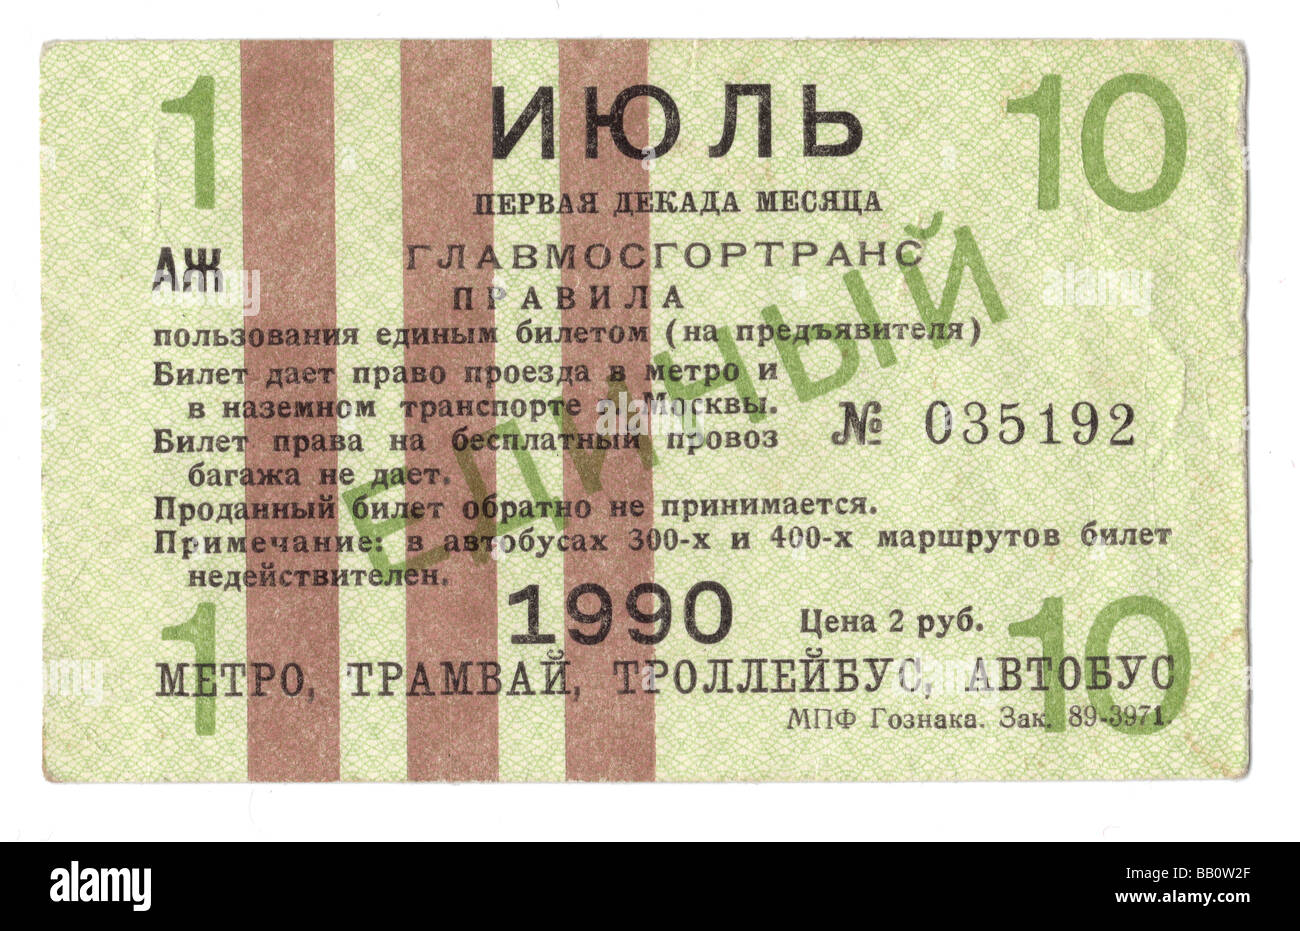 1 ИЮЛЬ 10
ПЕРВАЯ ДЕКАДА МЕСЯЦА
АЖ ГЛАВМОСГОРТРАНС
ПРАВИЛА
пользования единым билетом (на предъявителя)
Билет дает право проезда в метро и
в наземном транспорте г. Москвы.
Билет права на бесплатный провоз
багажа не дает.
№ 035192
ЕДИНЫЙ
Проданный билет обратно не принимается.
Примечание: в автобусах 300-х и 400-х маршрутов билет
недействителен.
1 1990 Цена 2 руб. 10
МЕТРО, ТРАМВАЙ, ТРОЛЛЕЙБУС, АВТОБУС
МПФ Гознака. Зак. 89-3971.
alamy
Image ID: BB0W2F
www.alamy.com